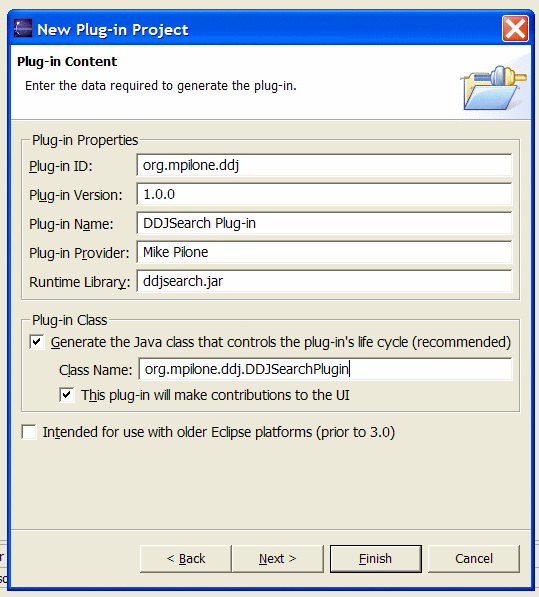 New Plug-in Project
Plug-in Content
Enter the data required to generate the plug-in.
Plug-in Properties
Plug-in ID: org.mpilone.ddj
Plug-in Version: 1.0.0
Plug-in Name: DDJSearch Plug-in
Plug-in Provider: Mike Pilone
Runtime Library: ddjsearch.jar
Plug-in Class
Generate the Java class that controls the plug-in's life cycle (recommended)
Class Name: org.mpilone.ddj.DDJSearchPlugin
This plug-in will make contributions to the UI
Intended for use with older Eclipse platforms (prior to 3.0)
< Back Next > Finish Cancel